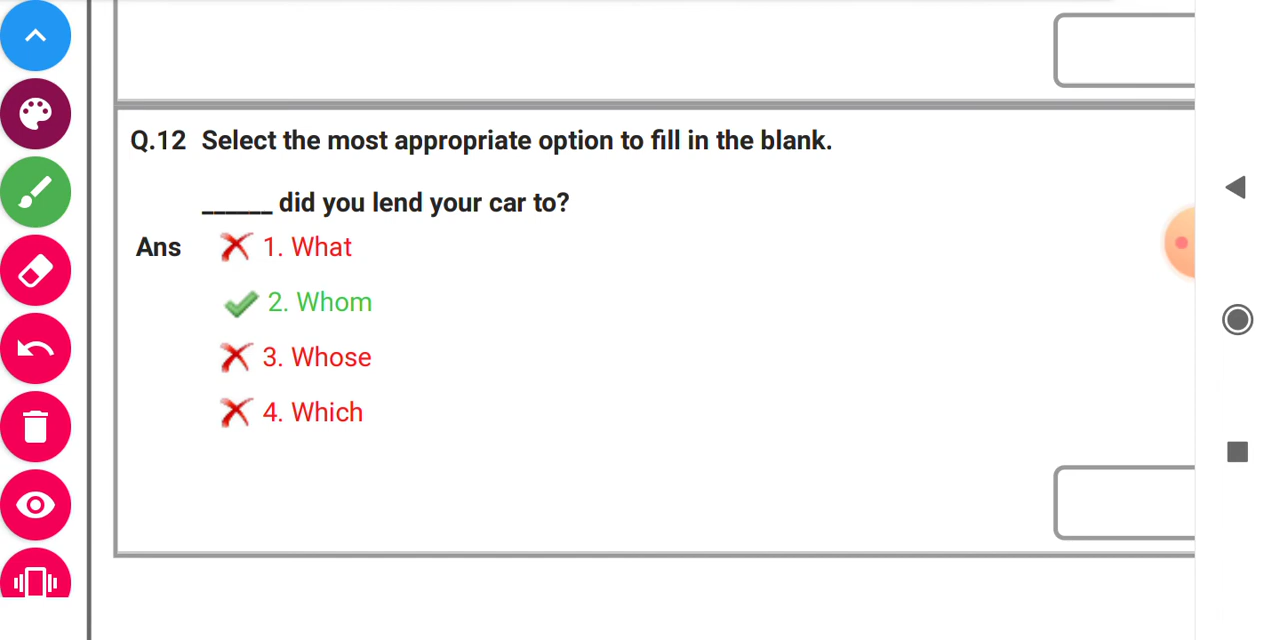 Q.12 Select the most appropriate option to fill in the blank.
______ did you lend your car to?
Ans 1. What
2. Whom
3. Whose
4. Which